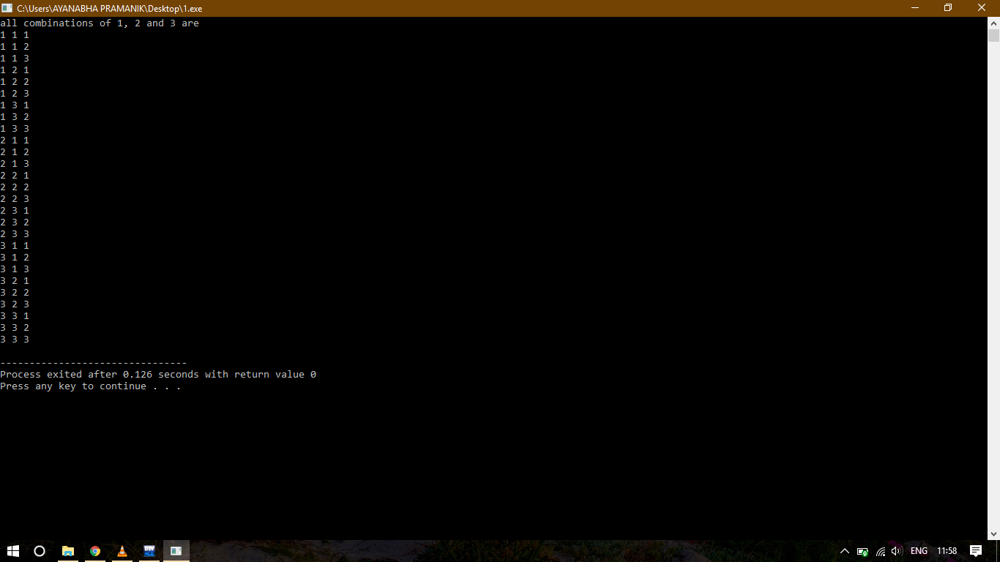 C:\Users\AYANABHA PRAMANIK\Desktop\1.exe
all combinations of 1, 2 and 3 are
1 1 1
1 1 2
1 1 3
1 2 1
1 2 2
1 2 3
1 3 1
1 3 2
1 3 3
2 1 1
2 1 2
2 1 3
2 2 1
2 2 2
2 2 3
2 3 1
2 3 2
2 3 3
3 1 1
3 1 2
3 1 3
3 2 1
3 2 2
3 2 3
3 3 1
3 3 2
3 3 3
--------------------------------
Process exited after 0.126 seconds with return value 0
Press any key to continue . . .
DEV
ENG 11:58